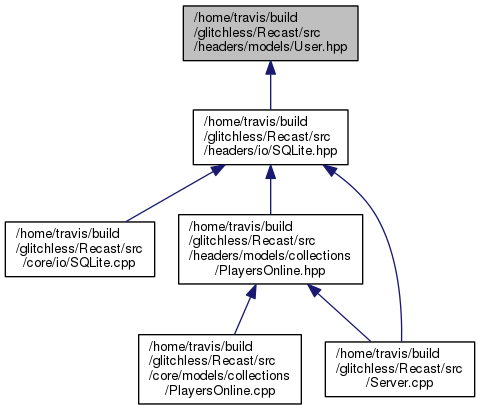 /home/travis/build
/glitchless/Recast/src
/headers/models/User.hpp
/home/travis/build
/glitchless/Recast/src
/headers/io/SQLite.hpp
/home/travis/build
/glitchless/Recast/src
/core/io/SQLite.cpp
/home/travis/build
/glitchless/Recast/src
/headers/models/collections
/PlayersOnline.hpp
/home/travis/build
/glitchless/Recast/src
/core/models/collections
/PlayersOnline.cpp
/home/travis/build
/glitchless/Recast/src
/Server.cpp